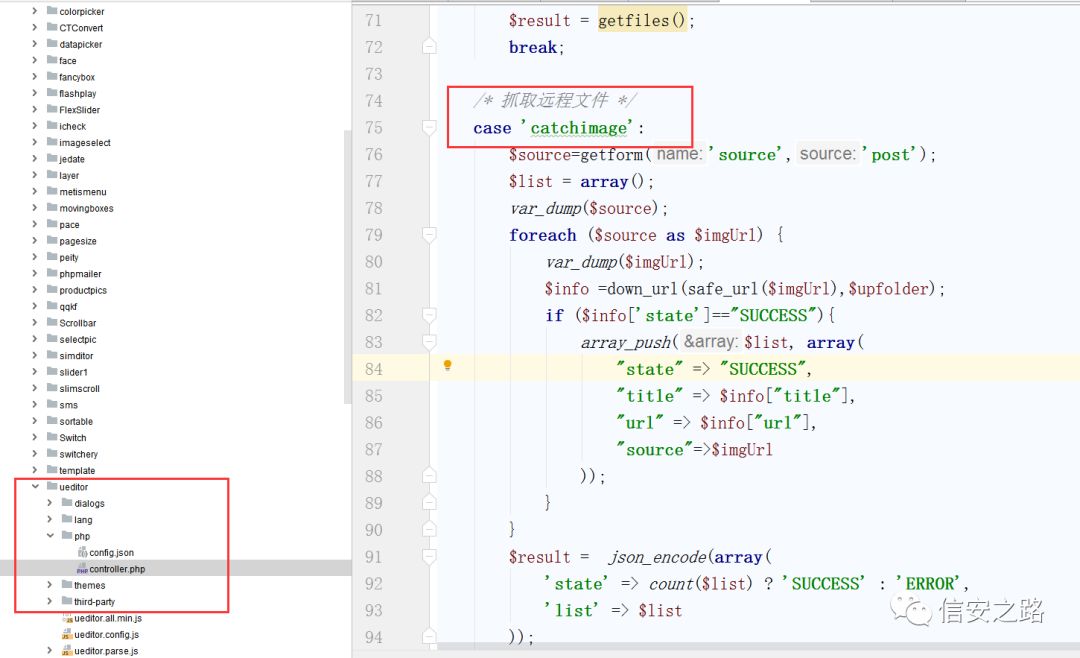 colorpicker
CTConvert
datapicker
face
fancybox
flashplay
FlexSlider
icheck
imageselect
jedate
layer
metismenu
movingboxes
pace
pagesize
peity
phpmailer
productpics
qqkf
Scrollbar
selectpic
simditor
slider1
slimscroll
sms
sortable
Switch
switchery
template
ueditor
dialogs
lang
php
config.json
controller.php
themes
third-party
ueditor.all.min.js
ueditor.config.js
ueditor.parse.js
71 $result = getfiles();
72 break;
73
74 /* 抓取远程文件 */
75 case 'catchimage':
76 $source=getform( name: 'source', source: 'post');
77 $list = array();
78 var_dump($source);
79 foreach ($source as $imgUrl) {
80 var_dump($imgUrl);
81 $info =down_url(safe_url($imgUrl),$upfolder);
82 if ($info['state']=="SUCCESS"){
83 array_push( &array: $list, array(
84 "state" => "SUCCESS",
85 "title" => $info["title"],
86 "url" => $info["url"],
87 "source"=>$imgUrl
88 ));
89 }
90 }
91 $result = json_encode(array(
92 'state' => count($list) ? 'SUCCESS' : 'ERROR',
93 'list' => $list
94 ));
信安之路